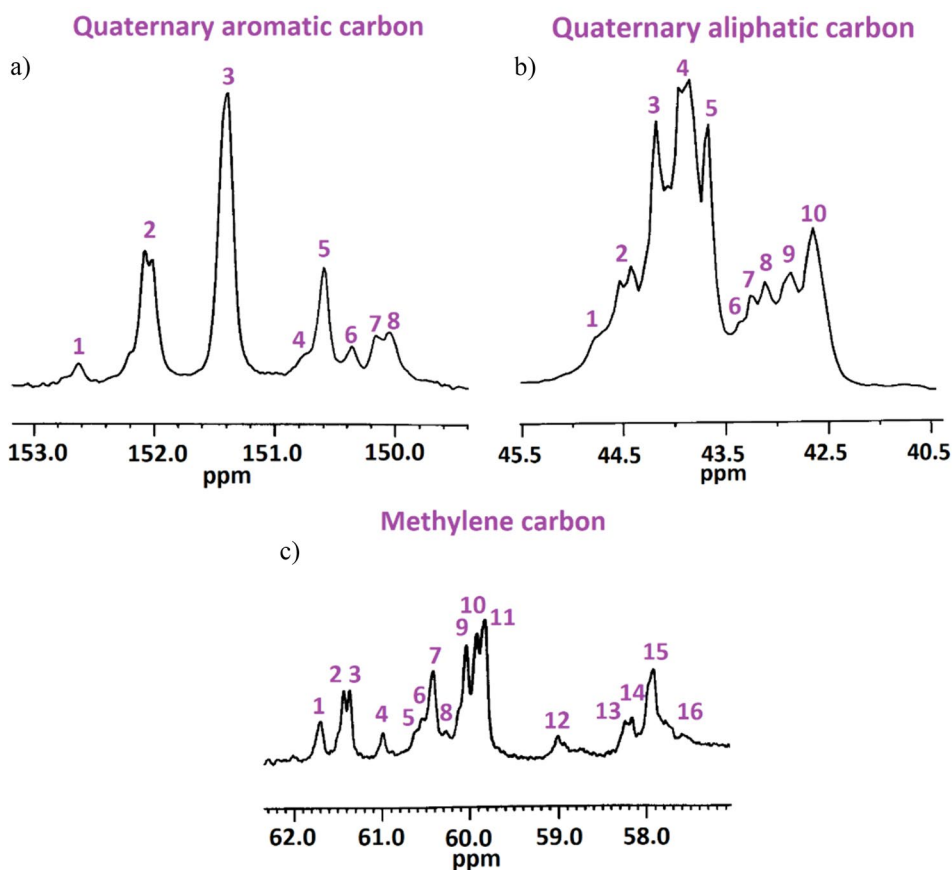 Quaternary aromatic carbon
a)
3
2
5
1
4
6
7 8
153.0 152.0 151.0 150.0
ppm
Quaternary aliphatic carbon
b)
4
3
5
10
2
9
8
7
1
6
45.5 44.5 43.5 42.5 40.5
ppm
Methylene carbon
c)
10
11
9
7
15
2 3
6
14
1
4
5
8
12
13
16
62.0 61.0 60.0 59.0 58.0
ppm